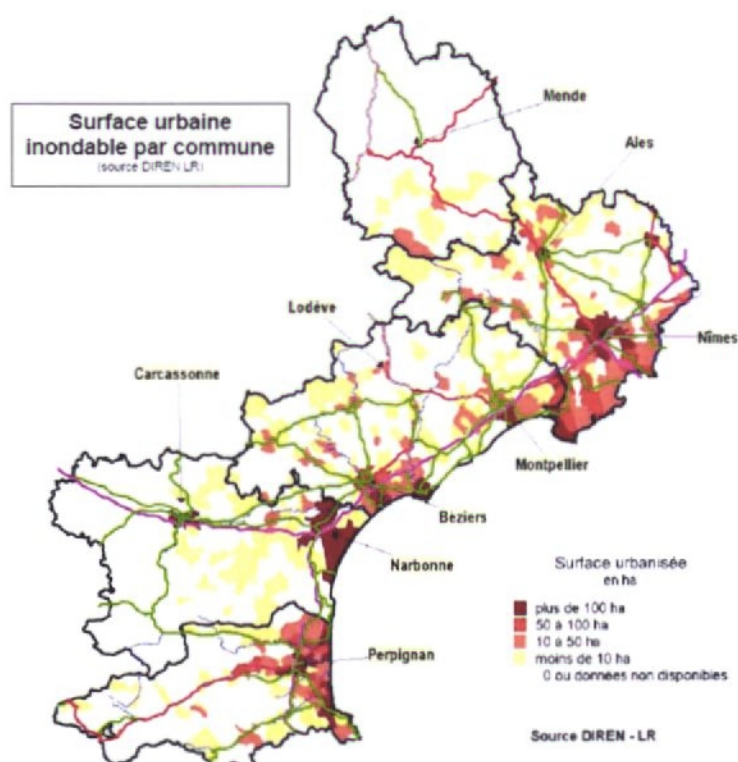 Surface urbaine
inondable par commune
(source DIREN LR)
Mende
Ales
Lodève
Nîmes
Carcassonne
Montpellier
Béziers
Narbonne
Perpignan
Surface urbanisée
en ha
plus de 100 ha
50 à 100 ha
10 à 50 ha
moins de 10 ha
0 ou données non disponibles
Source DIREN - LR